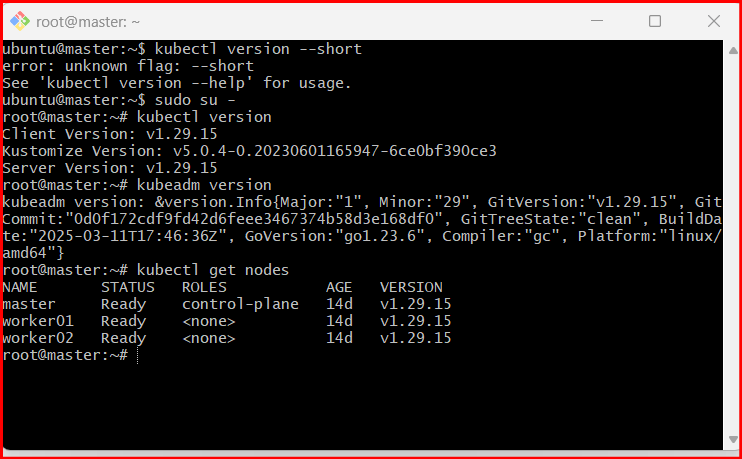 root@master: ~
ubuntu@master:~$ kubectl version --short
error: unknown flag: --short
See 'kubectl version --help' for usage.
ubuntu@master:~$ sudo su -
root@master:~# kubectl version
Client Version: v1.29.15
Kustomize Version: v5.0.4-0.20230601165947-6ce0bf390ce3
Server Version: v1.29.15
root@master:~# kubeadm version
kubeadm version: &version.Info{Major:"1", Minor:"29", GitVersion:"v1.29.15", Git
Commit:"0d0f172cdf9fd42d6feee3467374b58d3e168df0", GitTreeState:"clean", BuildDa
te:"2025-03-11T17:46:36Z", GoVersion:"go1.23.6", Compiler:"gc", Platform:"linux/
amd64"}
root@master:~# kubectl get nodes
NAME       STATUS   ROLES           AGE   VERSION
master     Ready    control-plane   14d   v1.29.15
worker01   Ready    <none>          14d   v1.29.15
worker02   Ready    <none>          14d   v1.29.15
root@master:~#